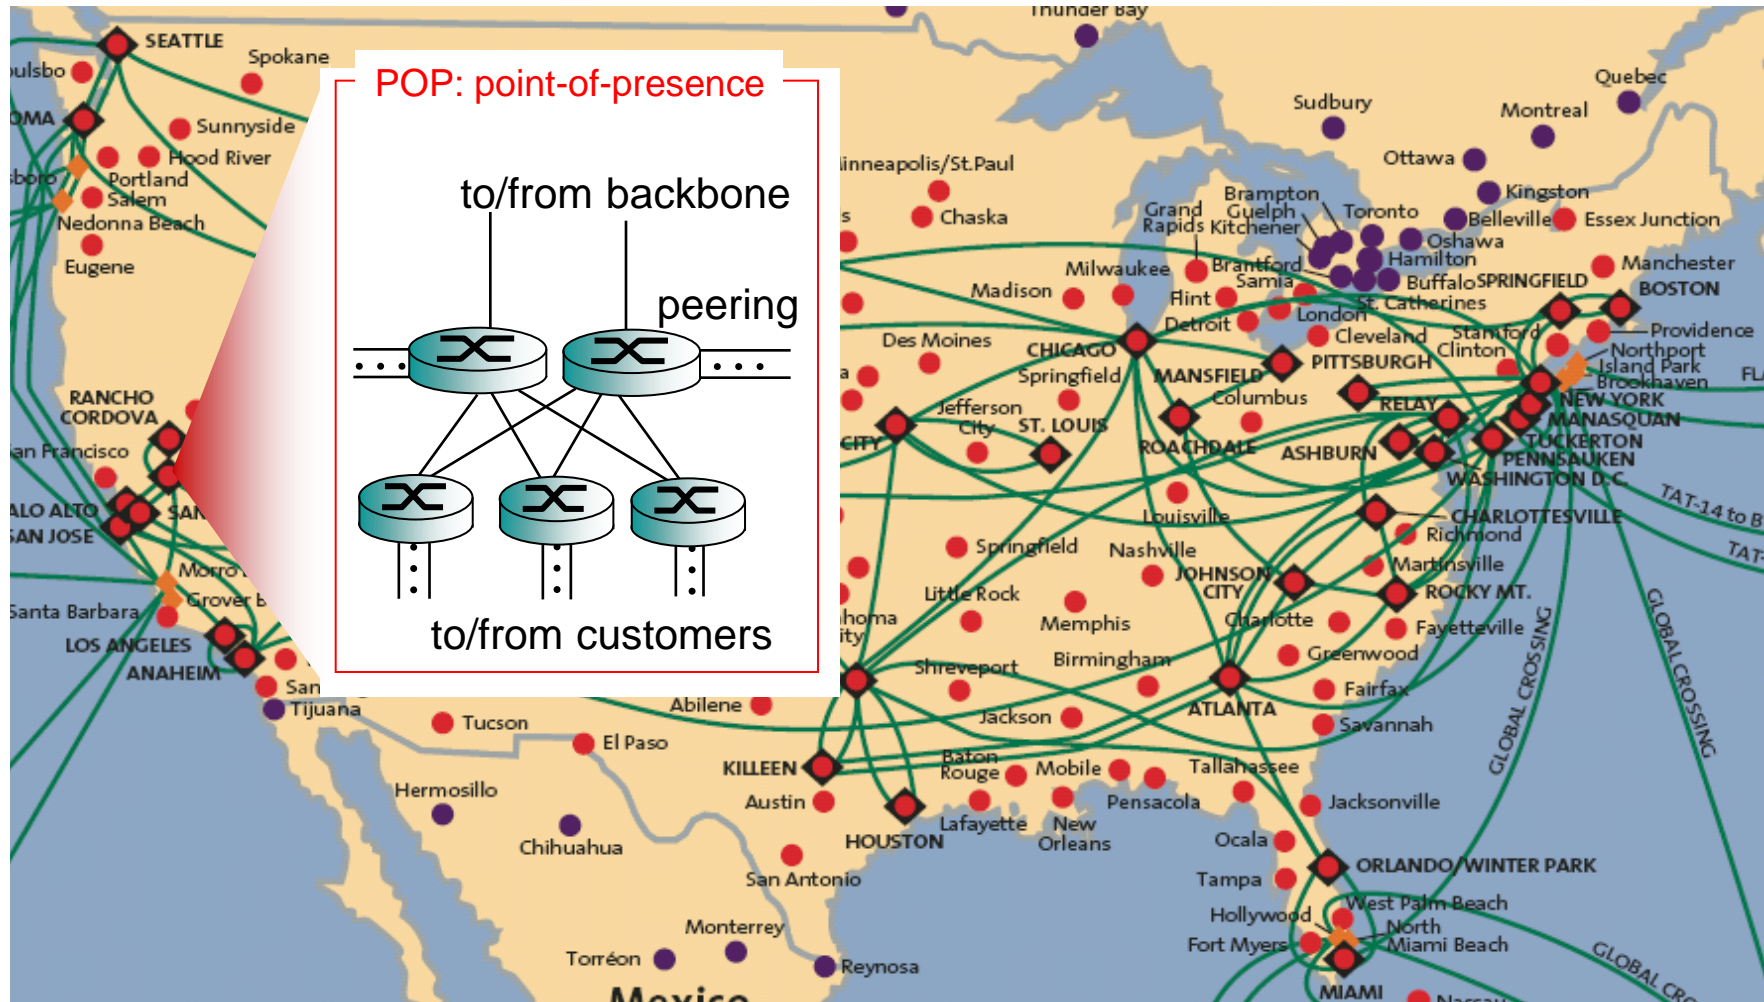 Thunder Bay
SEATTLE
Spokane
Quebec
Sudbury
Montreal
Sunnyside
Hood River
Portland
Salem
Nedonna Beach
Eugene
POP: point-of-presence
to/from backbone
peering
to/from customers
Ottawa
Kingston
Brampton
Guelph
Kitchener
Toronto
Belleville
Essex Junction
Grand
Rapids
Oshawa
Hamilton
Chaska
Milwaukee
Brantford
Buffalo
SPRINGFIELD
Manchester
BOSTON
Madison
Flint
St. Catherines
London
Detroit
Cleveland
Stamford
Providence
Northport
Island Park
Brookhaven
Des Moines
CHICAGO
Clinton
PITTSBURGH
Springfield
MANSFIELD
Columbus
RELAY
NEW YORK
MANASQUAN
TUCKERTON
PENNSAUKEN
WASHINGTON D.C.
RANCHO
CORDOVA
Jefferson
City
ST. LOUIS
ROACHDALE
ASHBURN
CITY
SAN JOSE
Louisville
CHARLOTTESVILLE
Richmond
TAT-14 to B
Springfield
Nashville
JOHNSON
CITY
Martinsville
ROCKY MT.
Santa Barbara
Little Rock
Memphis
Charlotte
Fayetteville
LOS ANGELES
ANAHEIM
Shreveport
Birmingham
Greenwood
Fairfax
Savannah
GLOBAL CROSSING
GLOBAL CROSSING
Tijuana
Tucson
El Paso
Abilene
Jackson
ATLANTA
KILLEEN
Baton
Rouge
Mobile
Tallahassee
Hermosillo
Austin
Pensacola
Jacksonville
Chihuahua
HOUSTON
Lafayette
New
Orleans
Ocala
San Antonio
Tampa
ORLANDO/WINTER PARK
West Palm Beach
Hollywood
North
Miami Beach
Fort Myers
Monterrey
Torréon
Reynosa
MIAMI
Mexico